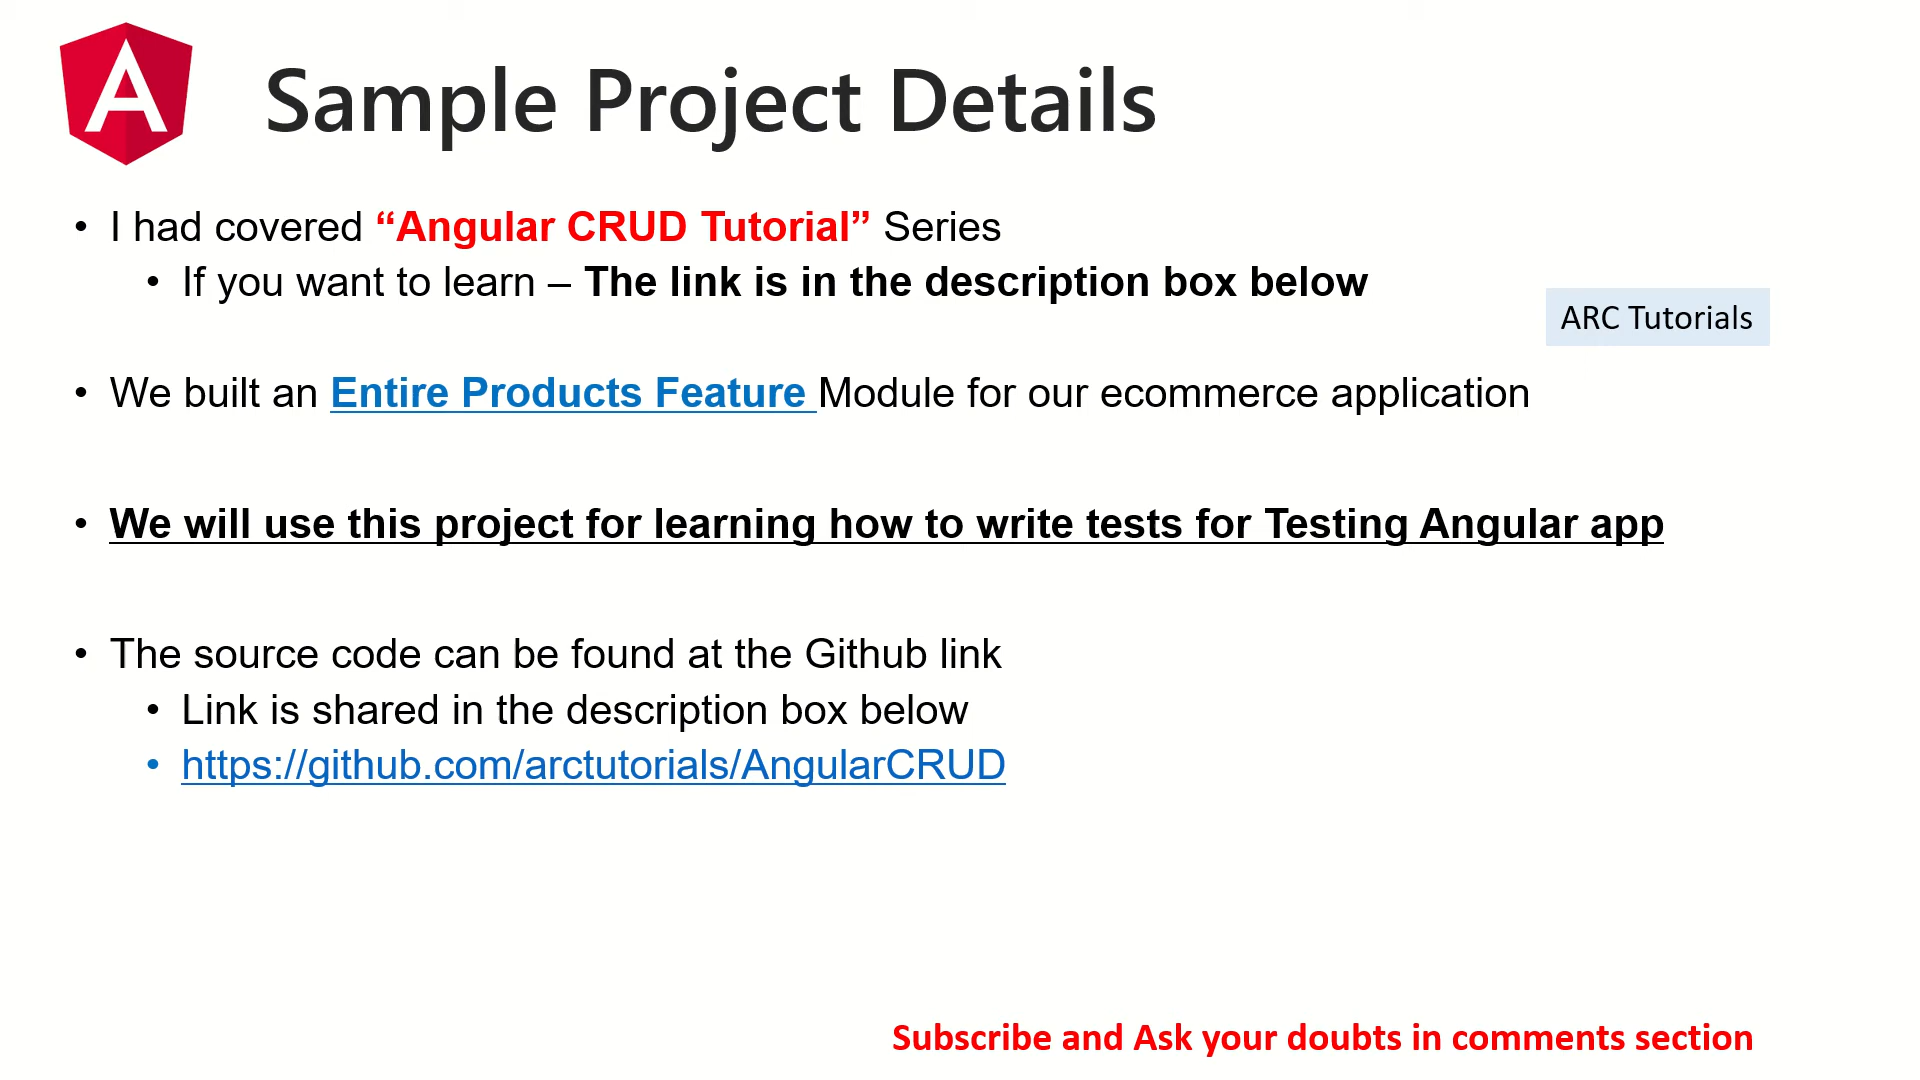 Sample Project Details
• I had covered “Angular CRUD Tutorial” Series
• If you want to learn – The link is in the description box below
ARC Tutorials
• We built an Entire Products Feature Module for our ecommerce application
• We will use this project for learning how to write tests for Testing Angular app
• The source code can be found at the Github link
• Link is shared in the description box below
• https://github.com/arctutorials/AngularCRUD
Subscribe and Ask your doubts in comments section